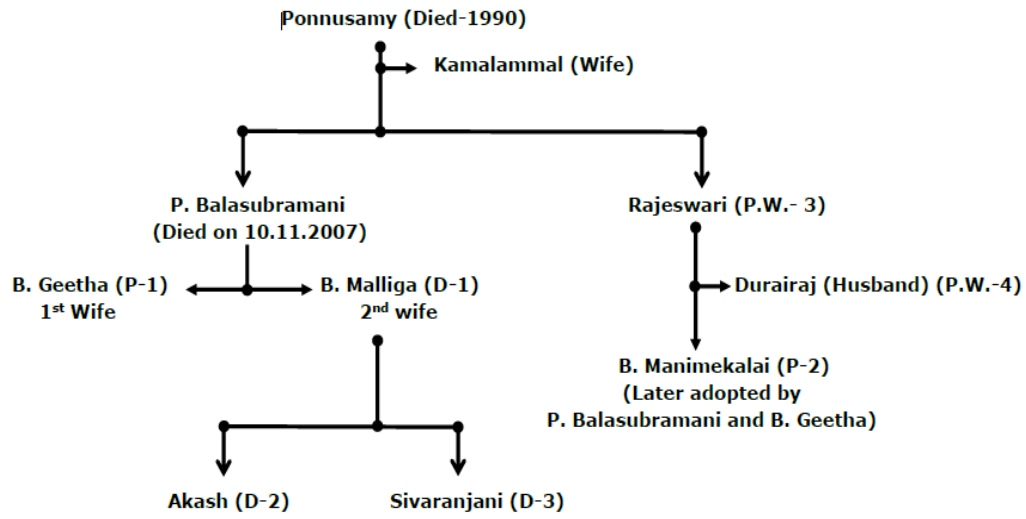 Ponnusamy (Died-1990)
Kamalammal (Wife)
P. Balasubramani
(Died on 10.11.2007)
Rajeswari (P.W.- 3)
B. Geetha (P-1)
1st Wife
B. Malliga (D-1)
2nd wife
Durairaj (Husband) (P.W.-4)
B. Manimekalai (P-2)
(Later adopted by
P. Balasubramani and B. Geetha)
Akash (D-2)
Sivaranjani (D-3)